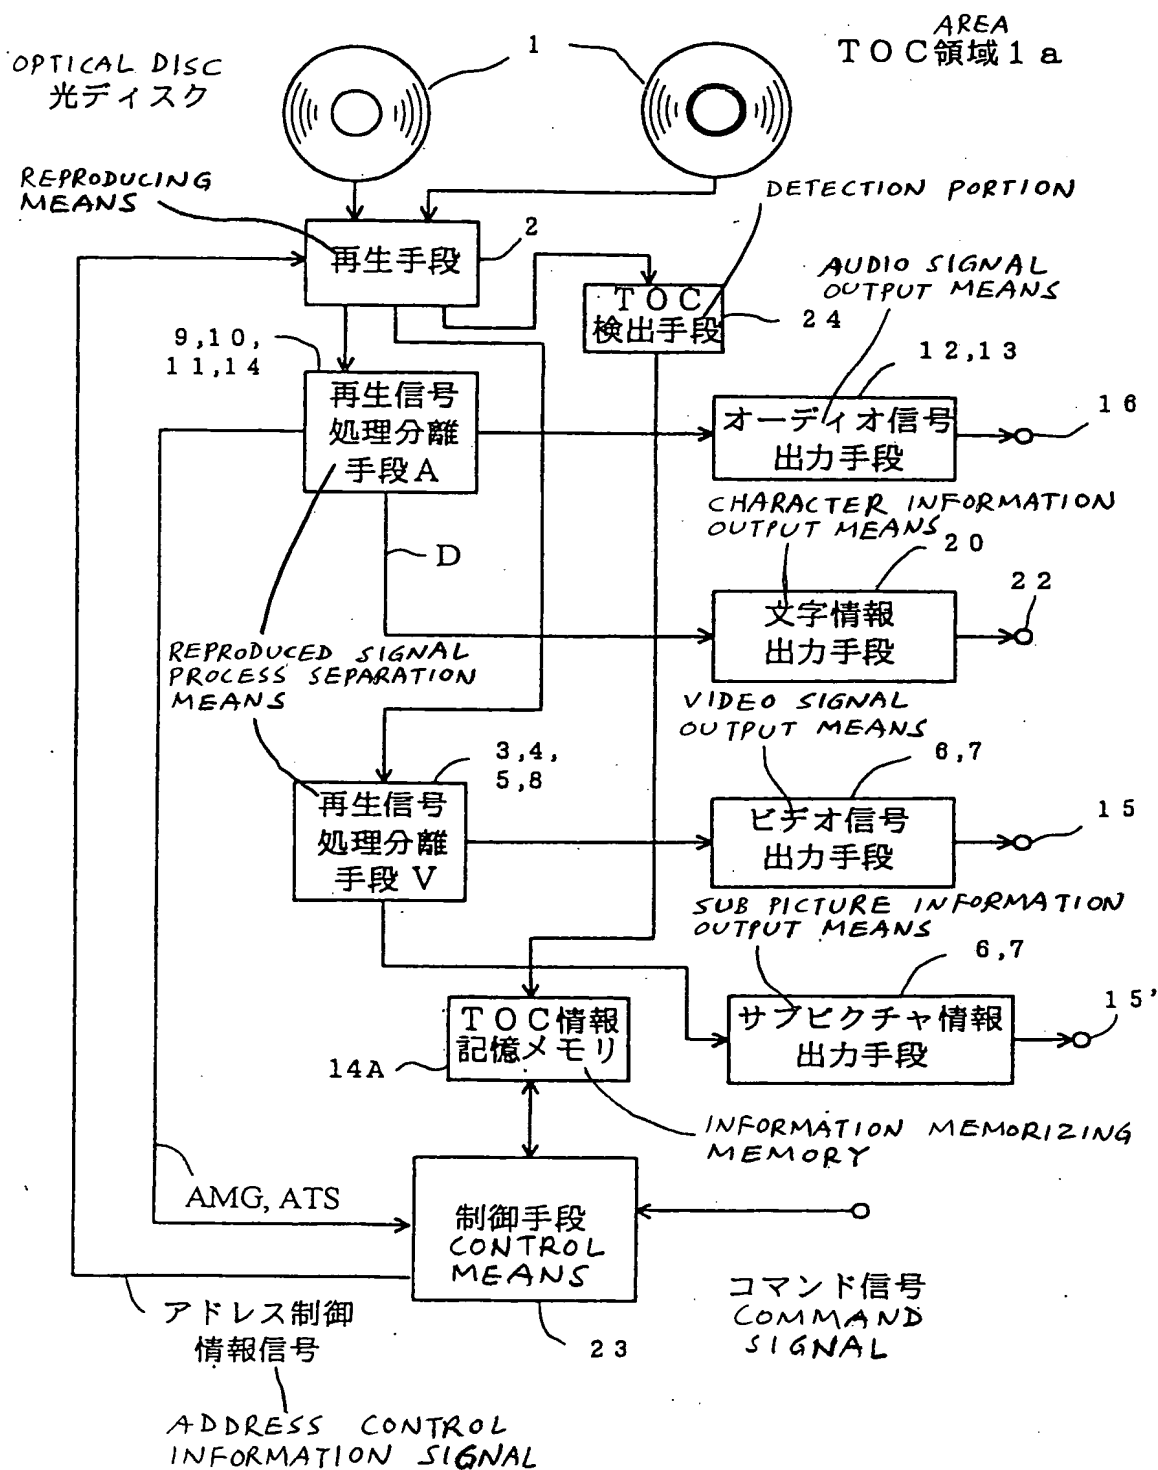 AREA
TOC領域1a
OPTICAL DISC
光ディスク
1
REPRODUCING
MEANS
DETECTION PORTION
再生手段
2
TOC
検出手段
24
AUDIO SIGNAL
OUTPUT MEANS
9,10,
11,14
12,13
再生信号
処理分離
手段A
オーディオ信号
出力手段
16
CHARACTER INFORMATION
OUTPUT MEANS
20
D
文字情報
出力手段
22
REPRODUCED SIGNAL
PROCESS SEPARATION
MEANS
VIDEO SIGNAL
OUTPUT MEANS
3,4,
5,8
6,7
再生信号
処理分離
手段V
ビデオ信号
出力手段
15
SUB PICTURE INFORMATION
OUTPUT MEANS
6,7
サブピクチャ情報
出力手段
15'
TOC情報
記憶メモリ
14A
INFORMATION MEMORIZING
MEMORY
AMG, ATS
制御手段
CONTROL
MEANS
23
コマンド信号
COMMAND
SIGNAL
アドレス制御
情報信号
ADDRESS CONTROL
INFORMATION SIGNAL